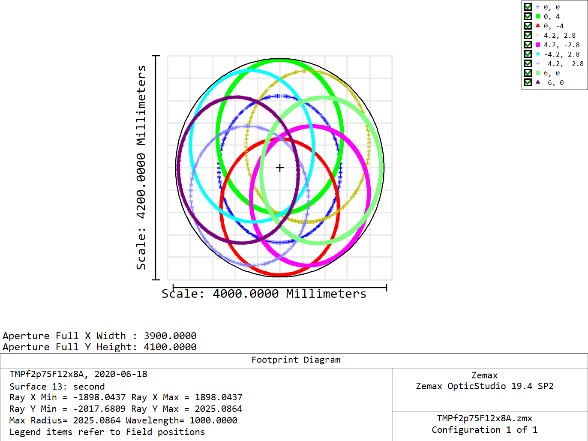 0, 0
0, 4
0, -4
4.2, 2.8
4.2, -2.8
-4.2, 2.8
-4.2, -2.8
6, 0
-6, 0
Scale: 4200.0000 Millimeters
Scale: 4000.0000 Millimeters
Aperture Full X Width : 3900.0000
Aperture Full Y Height: 4100.0000
Footprint Diagram
TMPf2p75F12x8A, 2020-06-18
Surface 13: second
Ray X Min = -1898.0437 Ray X Max = 1898.0437
Ray Y Min = -2017.6809 Ray Y Max = 2025.0864
Max Radius= 2025.0864 Wavelength= 1000.0000
Legend items refer to Field positions
Zemax
Zemax OpticStudio 19.4 SP2
TMPf2p75F12x8A.zmx
Configuration 1 of 1